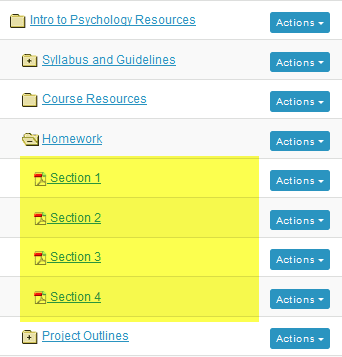 Intro to Psychology Resources Actions
Syllabus and Guidelines Actions
Course Resources Actions
Homework Actions
Section 1 Actions
Section 2 Actions
Section 3 Actions
Section 4 Actions
Project Outlines Actions